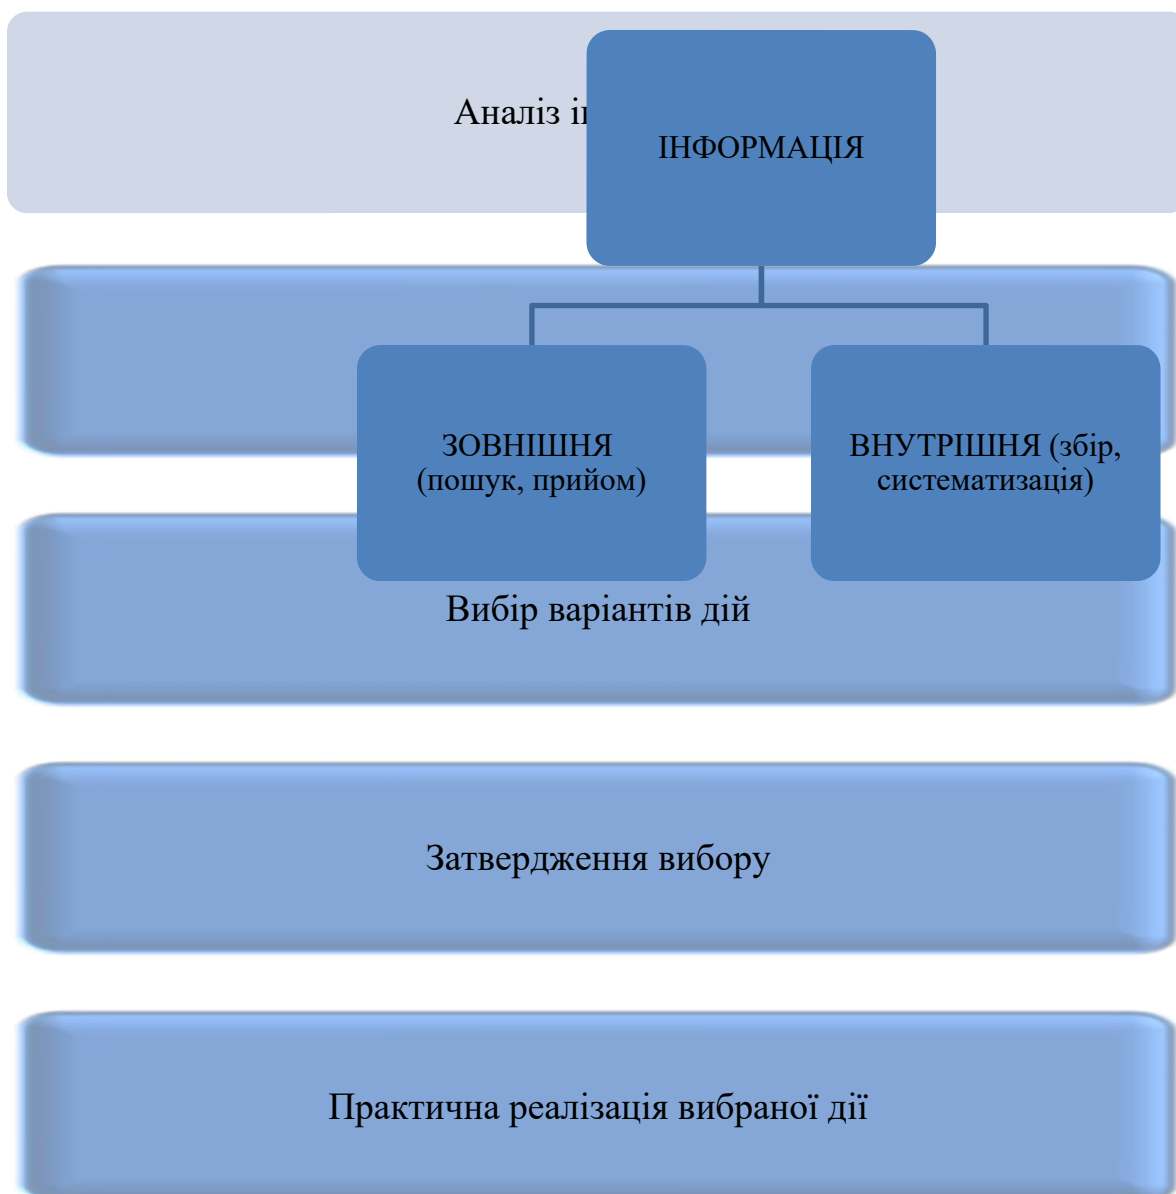 Аналіз
ІНФОРМАЦІЯ
ЗОВНІШНЯ
(пошук, прийом)
ВНУТРІШНЯ (збір,
систематизація)
Вибір варіантів дій
Затвердження вибору
Практична реалізація вибраної дії